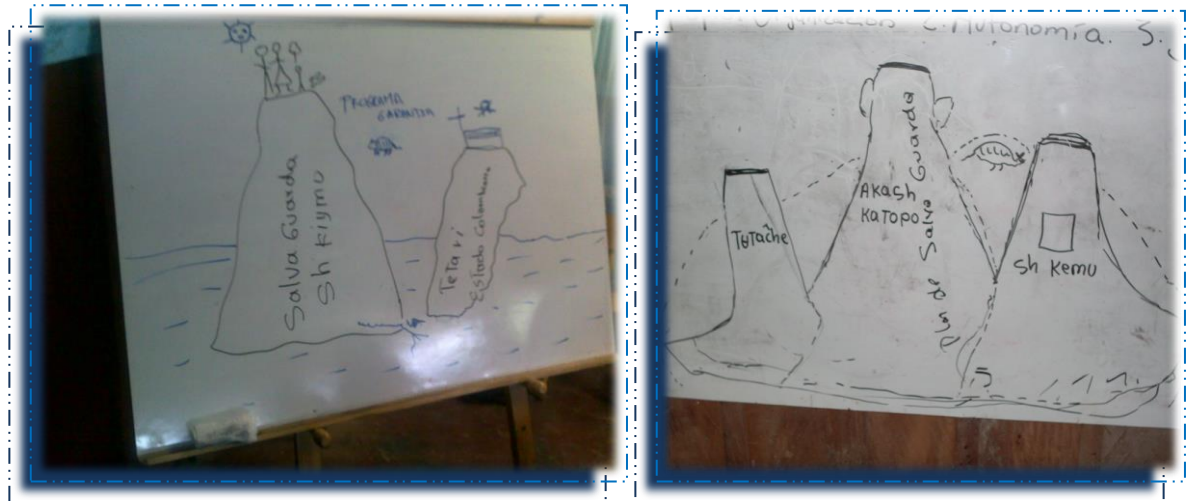 Salva Guarda
Sh kiymu
PROGRAMA
GARANTIA
Teta ri
Estado Colombiano
2. Autonomía. 3.
Tetache
Akash
Katopo
Plan de Salva Guarda
Sh Kemu